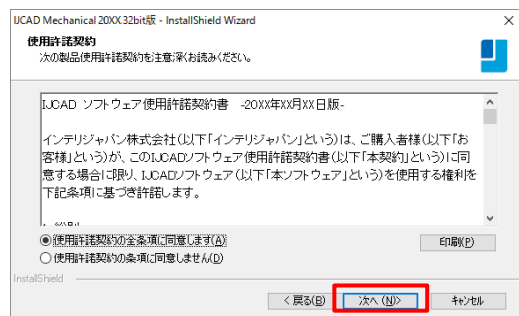 IJCAD Mechanical 20XX 32bit版 - InstallShield Wizard
使用許諾契約
次の製品使用許諾契約を注意深くお読みください。
IJCAD ソフトウェア使用許諾契約書 -20XX年XX月XX日版-
インテリジャパン株式会社(以下「インテリジャパン」という)は、ご購入者様(以下「お
客様」という)が、このIJCADソフトウェア使用許諾契約書(以下「本契約」という)に同
意する場合に限り、IJCADソフトウェア(以下「本ソフトウェア」という)を使用する権利を
下記条項に基づき許諾します。
使用許諾契約の全条項に同意します(A)
印刷(P)
使用許諾契約の条項に同意しません(D)
InstallShield
< 戻る(B)
次へ (N)>
キャンセル